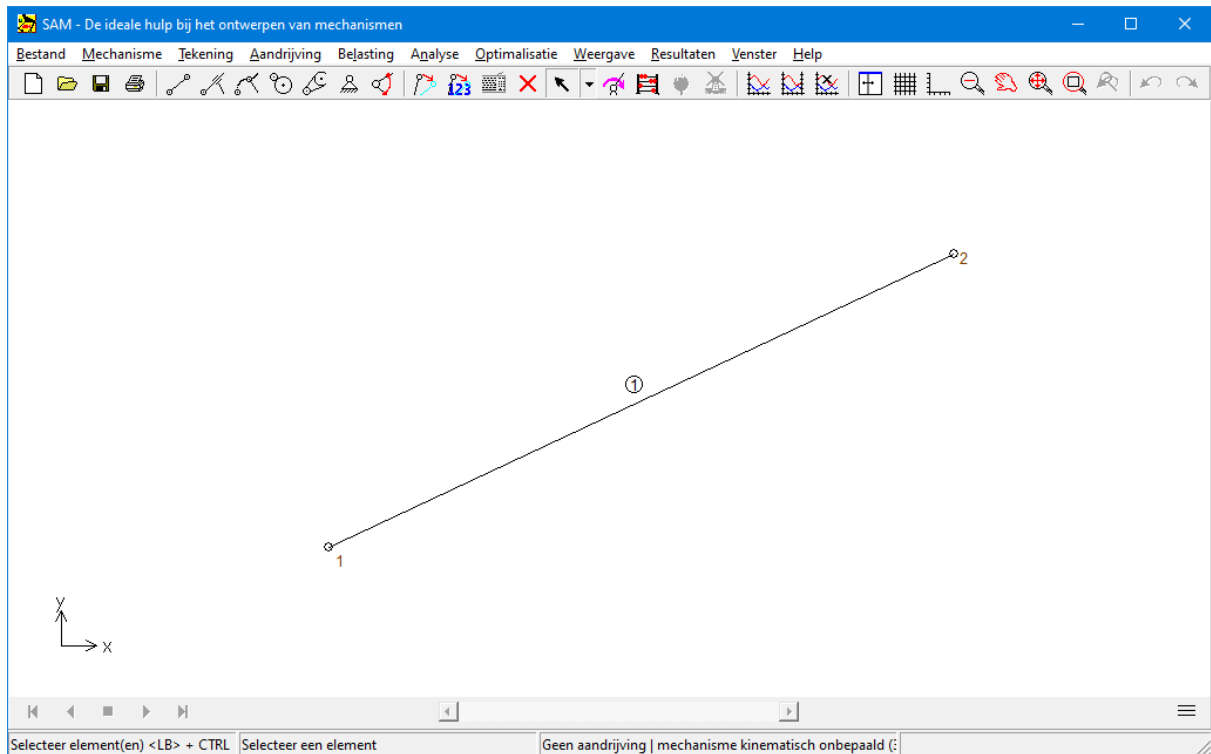 SAM - De ideale hulp bij het ontwerpen van mechanismen
Bestand Mechanisme Tekening Aandrijving Belasting Analyse Optimalisatie Weergave Resultaten Venster Help
123
2
1
1
y
x
Selecteer element(en) <LB> + CTRL Selecteer een element Geen aandrijving | mechanisme kinematisch onbepaald (